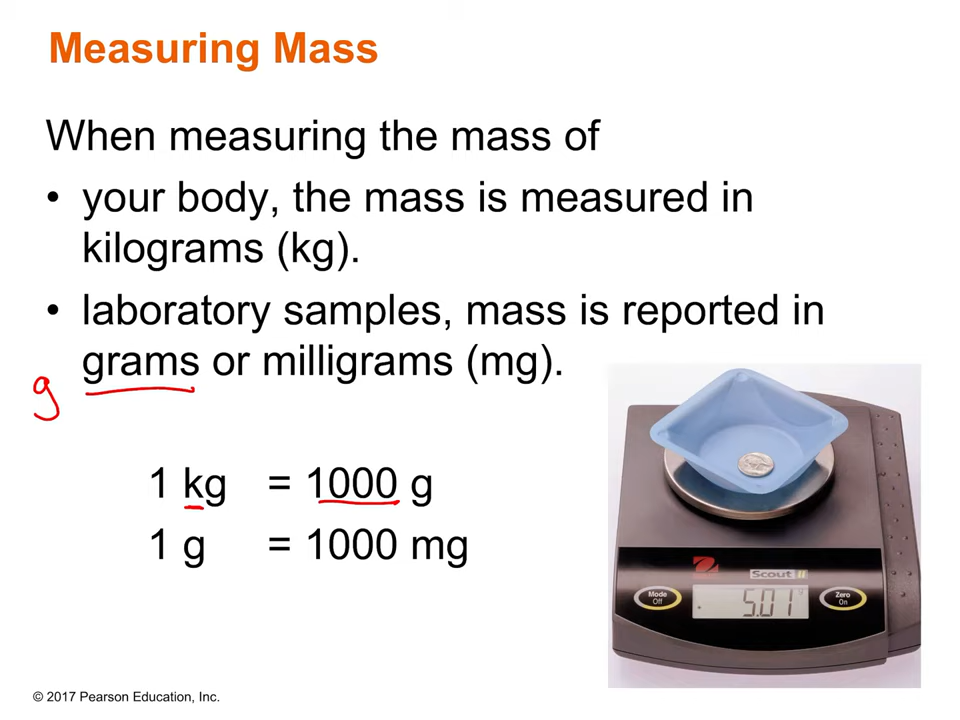 Measuring Mass
When measuring the mass of
• your body, the mass is measured in
kilograms (kg).
• laboratory samples, mass is reported in
grams or milligrams (mg).
g
1 kg = 1000 g
1 g = 1000 mg
Scout II
Mode
Off
5.01 g
Zero
On
© 2017 Pearson Education, Inc.